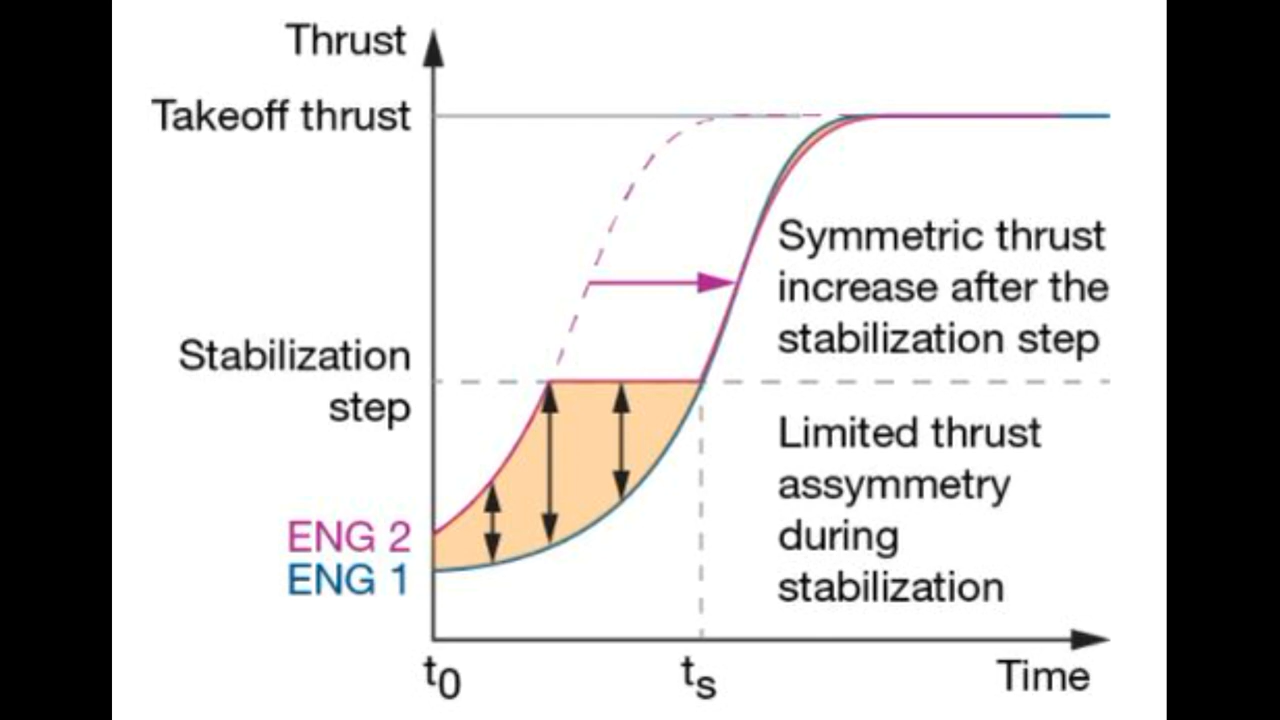 Thrust
Takeoff thrust
Symmetric thrust
increase after the
stabilization step
Stabilization
step
Limited thrust
assymmetry
during
stabilization
ENG 2
ENG 1
t0
ts
Time